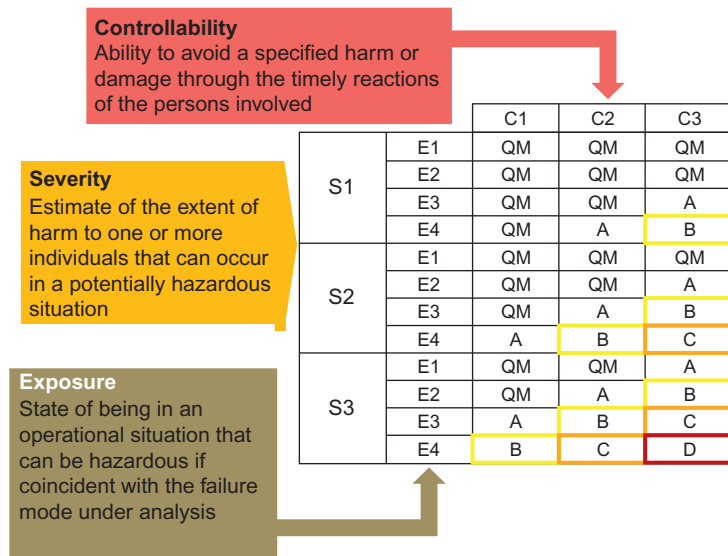 Controllability
Ability to avoid a specified harm or
damage through the timely reactions
of the persons involved
C1 C2 C3
Severity
Estimate of the extent of
harm to one or more
individuals that can occur
in a potentially hazardous
situation
S1
E1 QM QM QM
E2 QM QM QM
E3 QM QM A
E4 QM A B
S2
E1 QM QM QM
E2 QM QM A
E3 QM A B
E4 A B C
S3
E1 QM QM A
E2 QM A B
E3 A B C
E4 B C D
Exposure
State of being in an
operational situation that
can be hazardous if
coincident with the failure
mode under analysis